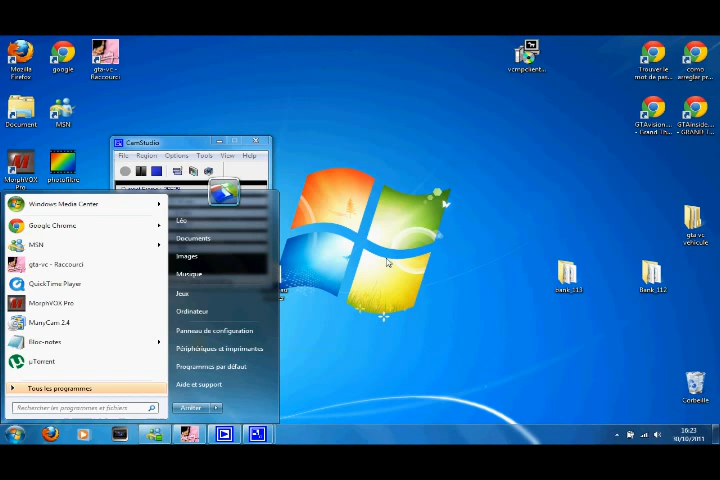 Mozilla
Firefox
google
gta-vc -
Raccourci
vcmpclient...
Trouver le
mot de pas...
como
arreglar pr...
Document
MSN
GTAvision...
- Grand Th...
GTAinside...
- GRAND T...
MorphVOX
Pro
photofiltre
CamStudio
File Region Options Tools View Help
Windows Media Center
Google Chrome
MSN
gta-vc - Raccourci
QuickTime Player
MorphVOX Pro
ManyCam 2.4
Bloc-notes
µTorrent
Tous les programmes
Rechercher les programmes et fichiers
Léo
Documents
Images
Musique
Jeux
Ordinateur
Panneau de configuration
Périphériques et imprimantes
Programmes par défaut
Aide et support
Arrêter
gta vc
vehicule
bank_113
Bank_112
Corbeille
16:23
30/10/2011